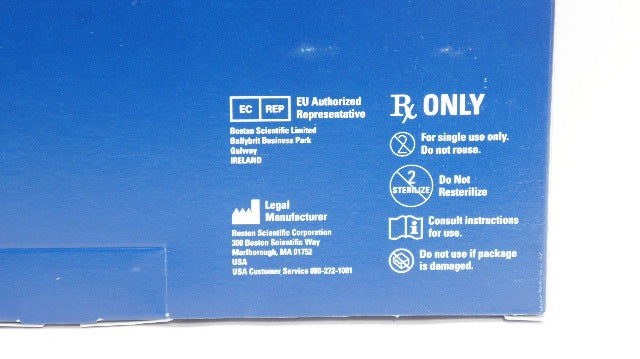 EC REP
EU Authorized
Representative
Boston Scientific Limited
Ballybrit Business Park
Galway
IRELAND
Legal
Manufacturer
Boston Scientific Corporation
300 Boston Scientific Way
Marlborough, MA 01752
USA
USA Customer Service 888-272-1001
Rx ONLY
2
For single use only.
Do not reuse.
2
STERILIZE
Do Not
Resterilize
i
Consult instructions
for use.
Do not use if package
is damaged.